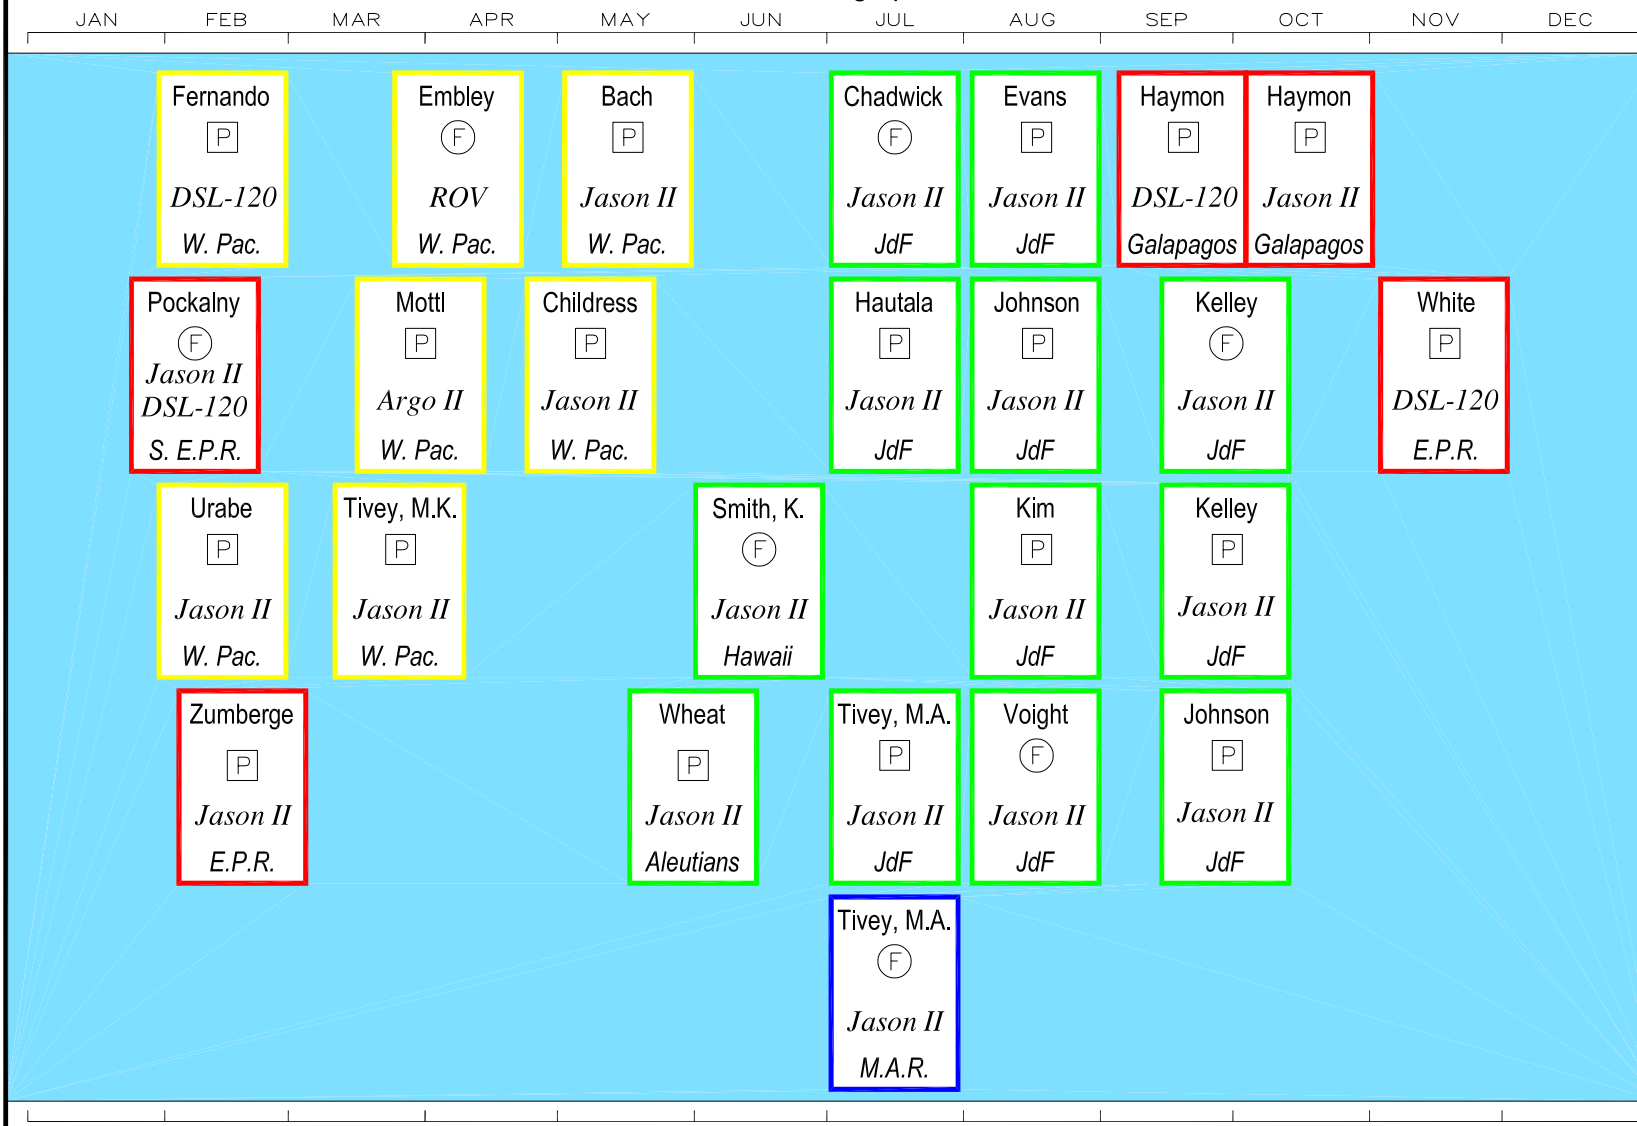 JAN FEB MAR APR MAY JUN JUL AUG SEP OCT NOV DEC
Fernando
P
DSL-120
W. Pac.
Embley
F
ROV
W. Pac.
Bach
P
Jason II
W. Pac.
Chadwick
F
Jason II
JdF
Evans
P
Jason II
JdF
Haymon
P
DSL-120
Galapagos
Haymon
P
Jason II
Galapagos
Pockalny
F
Jason II
DSL-120
S. E.P.R.
Mottl
P
Argo II
W. Pac.
Childress
P
Jason II
W. Pac.
Hautala
P
Jason II
JdF
Johnson
P
Jason II
JdF
Kelley
F
Jason II
JdF
White
P
DSL-120
E.P.R.
Urabe
P
Jason II
W. Pac.
Tivey, M.K.
P
Jason II
W. Pac.
Smith, K.
F
Jason II
Hawaii
Kim
P
Jason II
JdF
Kelley
P
Jason II
JdF
Zumberge
P
Jason II
E.P.R.
Wheat
P
Jason II
Aleutians
Tivey, M.A.
P
Jason II
JdF
Voight
F
Jason II
JdF
Johnson
P
Jason II
JdF
Tivey, M.A.
F
Jason II
M.A.R.